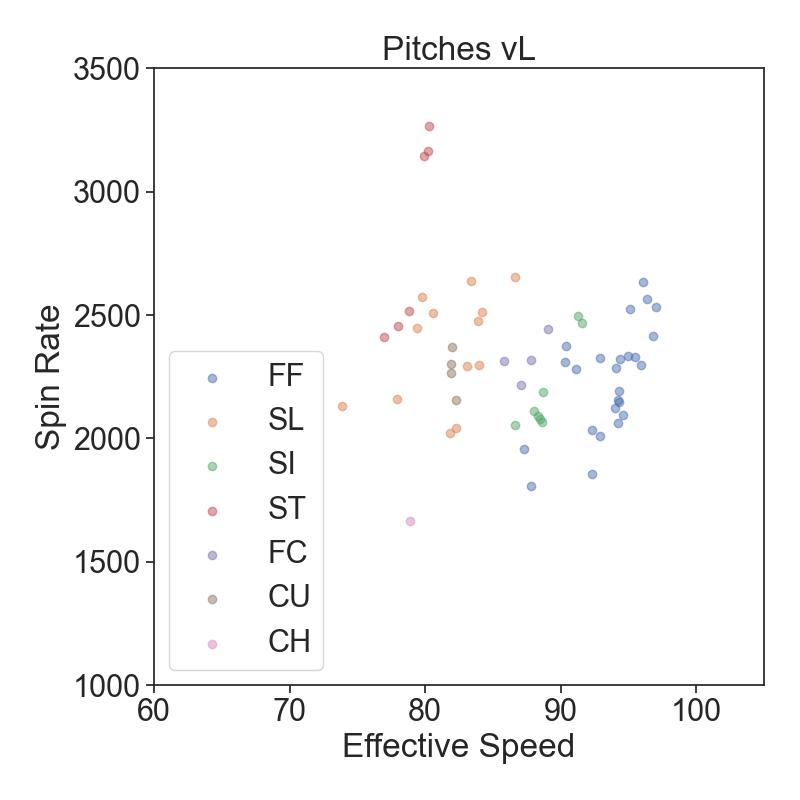 Pitches vL
3500
3000
2500
2000
1500
1000
Spin Rate
FF
SL
SI
ST
FC
CU
CH
60 70 80 90 100
Effective Speed